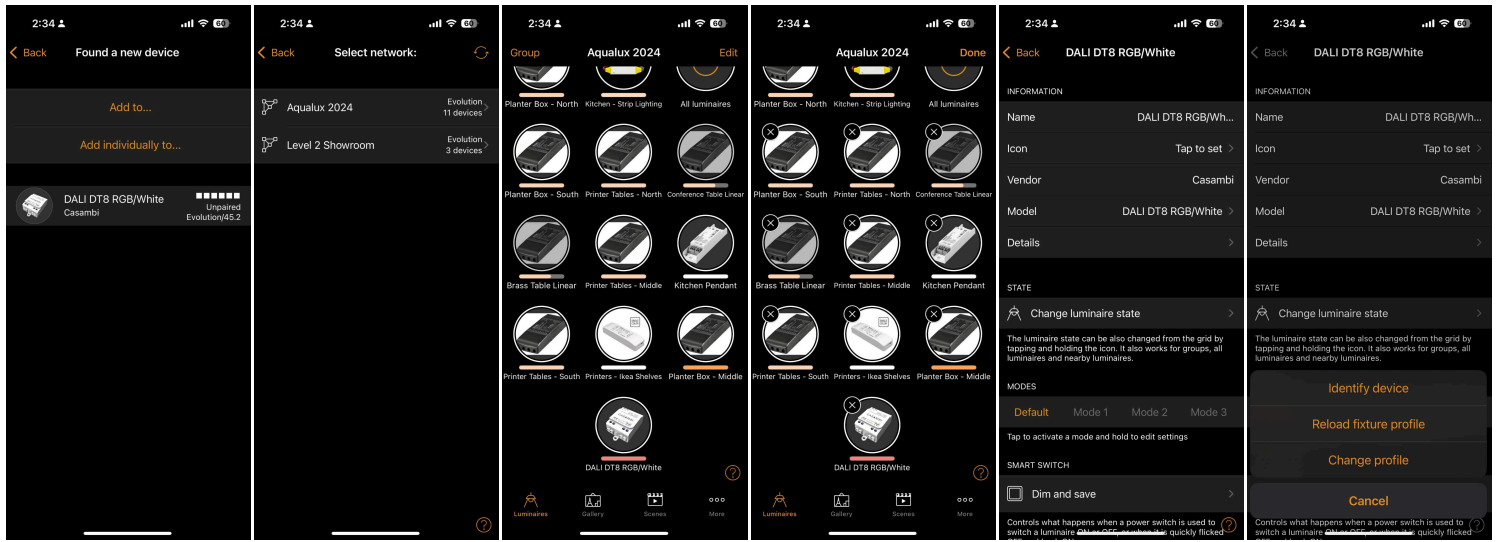 2:34
60
Back
Found a new device
Add to...
Add individually to...
DALI DT8 RGB/White
Casambi
Unpaired
Evolution/45.2
2:34
60
Back
Select network:
Aqualux 2024
Evolution
11 devices
Level 2 Showroom
Evolution
3 devices
?
2:34
60
Group
Aqualux 2024
Edit
Planter Box - North
Kitchen - Strip Lighting
All luminaires
Planter Box - South
Printer Tables - North
Conference Table Linear
Brass Table Linear
Printer Tables - Middle
Kitchen Pendant
Printer Tables - South
Printers - Ikea Shelves
Planter Box - Middle
DALI DT8 RGB/White
?
Luminaires
Gallery
Scenes
More
2:34
60
Aqualux 2024
Done
Planter Box - North
Kitchen - Strip Lighting
All luminaires
Planter Box - South
Printer Tables - North
Conference Table Linear
Brass Table Linear
Printer Tables - Middle
Kitchen Pendant
Printer Tables - South
Printers - Ikea Shelves
Planter Box - Middle
DALI DT8 RGB/White
?
Luminaires
Gallery
Scenes
More
2:34
60
Back
DALI DT8 RGB/White
INFORMATION
Name
DALI DT8 RGB/Wh...
Icon
Tap to set
Vendor
Casambi
Model
DALI DT8 RGB/White
Details
STATE
Change luminaire state
The luminaire state can be also changed from the grid by
tapping and holding the icon. It also works for groups, all
luminaires and nearby luminaires.
MODES
Default
Mode 1
Mode 2
Mode 3
Tap to activate a mode and hold to edit settings
SMART SWITCH
Dim and save
Controls what happens when a power switch is used to
switch a luminaire ON or OFF, or when it is quickly flicked
?
2:34
60
Back
DALI DT8 RGB/White
INFORMATION
Name
DALI DT8 RGB/Wh...
Icon
Tap to set
Vendor
Casambi
Model
DALI DT8 RGB/White
Details
STATE
Change luminaire state
The luminaire state can be also changed from the grid by
tapping and holding the icon. It also works for groups, all
luminaires and nearby luminaires.
Identify device
Reload fixture profile
Change profile
Cancel
Controls what happens when a power switch is used to
switch a luminaire ON or OFF, or when it is quickly flicked
?